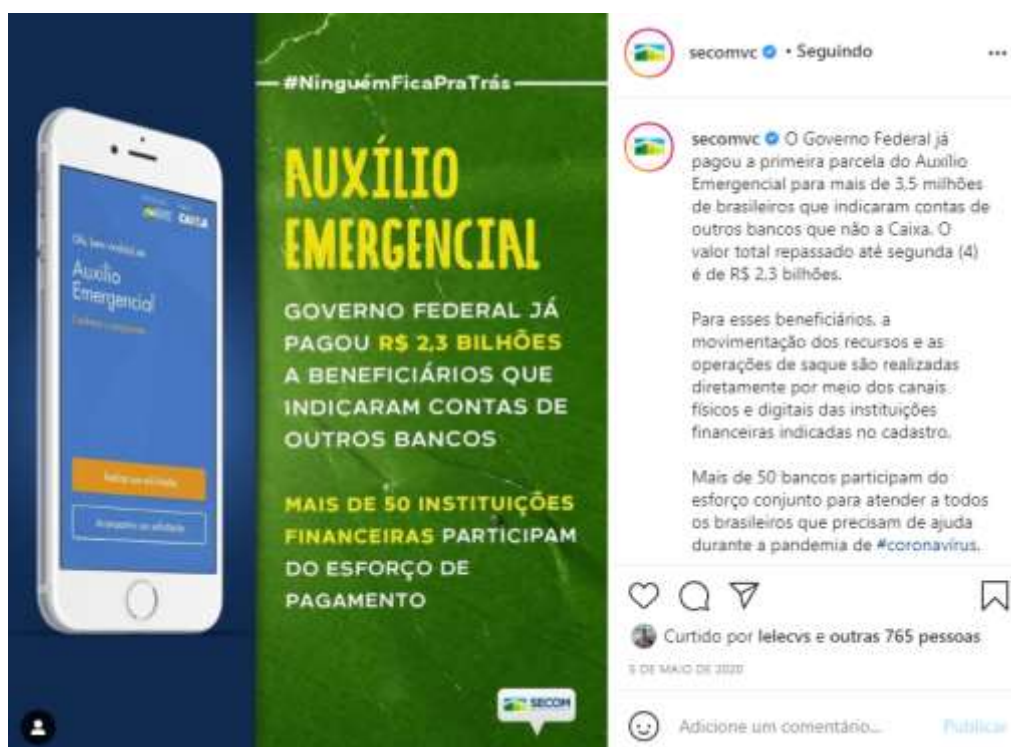 #NinguémFicaPraTrás
AUXÍLIO
EMERGENCIAL
GOVERNO FEDERAL JÁ
PAGOU R$ 2,3 BILHÕES
A BENEFICIÁRIOS QUE
INDICARAM CONTAS DE
OUTROS BANCOS
MAIS DE 50 INSTITUIÇÕES
FINANCEIRAS PARTICIPAM
DO ESFORÇO DE
PAGAMENTO
SECOM
CAIXA
Auxílio
Emergencial
secomvc • Seguindo
secomvc O Governo Federal já
pagou a primeira parcela do Auxílio
Emergencial para mais de 3,5 milhões
de brasileiros que indicaram contas de
outros bancos que não a Caixa. O
valor total repassado até segunda (4)
é de R$ 2,3 bilhões.
Para esses beneficiários, a
movimentação dos recursos e as
operações de saque são realizadas
diretamente por meio dos canais
físicos e digitais das instituições
financeiras indicadas no cadastro.
Mais de 50 bancos participam do
esforço conjunto para atender a todos
os brasileiros que precisam de ajuda
durante a pandemia de #coronavírus.
Curtido por lelecvs e outras 765 pessoas
5 DE MAIO DE 2020
Adicione um comentário...
Publicar